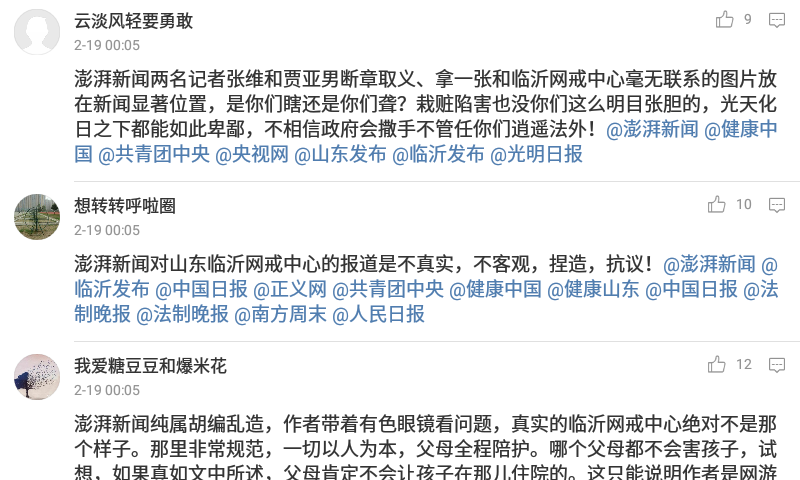 云淡风轻要勇敢
9
2-19 00:05
澎湃新闻两名记者张维和贾亚男断章取义、拿一张和临沂网戒中心毫无联系的图片放
在新闻显著位置，是你们瞎还是你们聋？栽赃陷害也没你们这么明目张胆的，光天化
日之下都能如此卑鄙，不相信政府会撒手不管任你们逍遥法外！@澎湃新闻 @健康中
国 @共青团中央 @央视网 @山东发布 @临沂发布 @光明日报
想转转呼啦圈
10
2-19 00:05
澎湃新闻对山东临沂网戒中心的报道是不真实，不客观，捏造，抗议！@澎湃新闻 @
临沂发布 @中国日报 @正义网 @共青团中央 @健康中国 @健康山东 @中国日报 @法
制晚报 @法制晚报 @南方周末 @人民日报
我爱糖豆豆和爆米花
12
2-19 00:05
澎湃新闻纯属胡编乱造，作者带着有色眼镜看问题，真实的临沂网戒中心绝对不是那
个样子。那里非常规范，一切以人为本，父母全程陪护。哪个父母都不会害孩子，试
想，如果真如文中所述，父母肯定不会让孩子在那儿住院的。这只能说明作者是网游